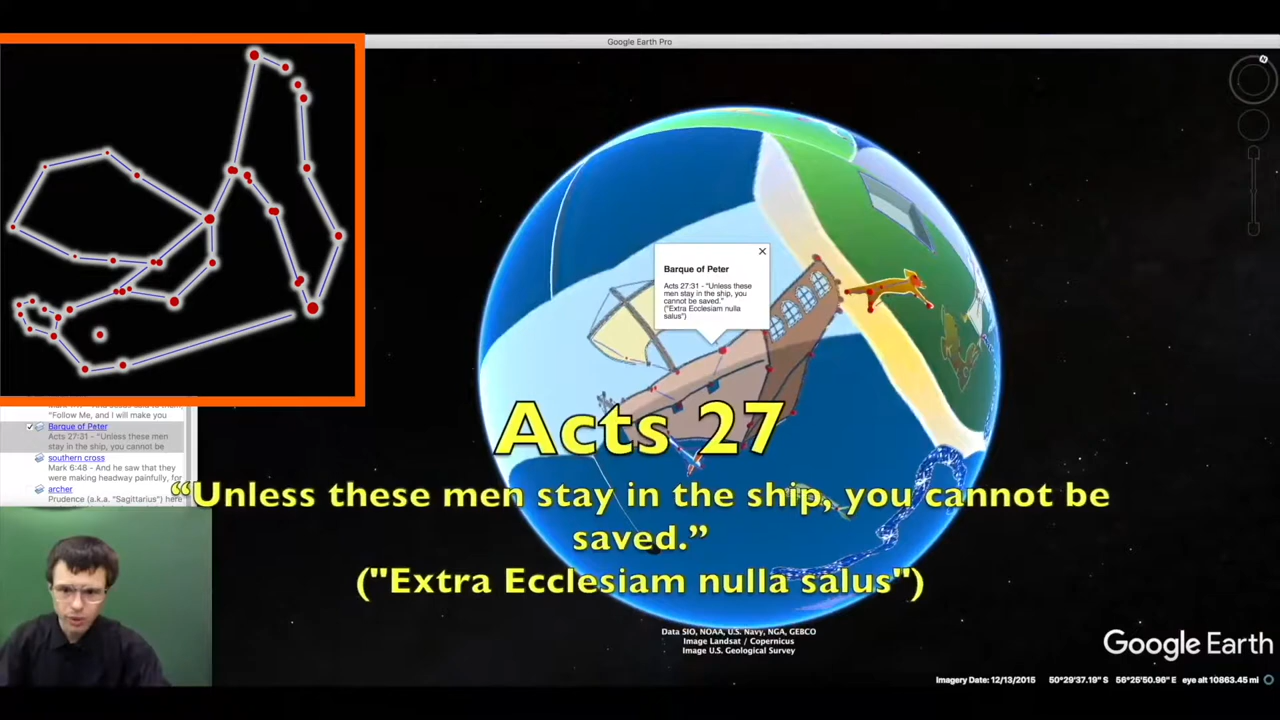 Google Earth Pro
Barque of Peter
Acts 27:31 - "Unless these
men stay in the ship, you
cannot be saved."
("Extra Ecclesiam nulla
salus")
"Follow Me, and I will make you
Barque of Peter
Acts 27:31 - "Unless these men
stay in the ship, you cannot be
southern cross
Mark 6:48 - And he saw that they
were making headway painfully, for
archer
Prudence (a.k.a. "Sagittarius") here
Acts 27
“Unless these men stay in the ship, you cannot be
saved.”
("Extra Ecclesiam nulla salus")
Data SIO, NOAA, U.S. Navy, NGA, GEBCO
Image Landsat / Copernicus
Image U.S. Geological Survey
Google Earth
Imagery Date: 12/13/2015 50°29'37.19" S 56°25'50.96" E eye alt 10863.45 mi